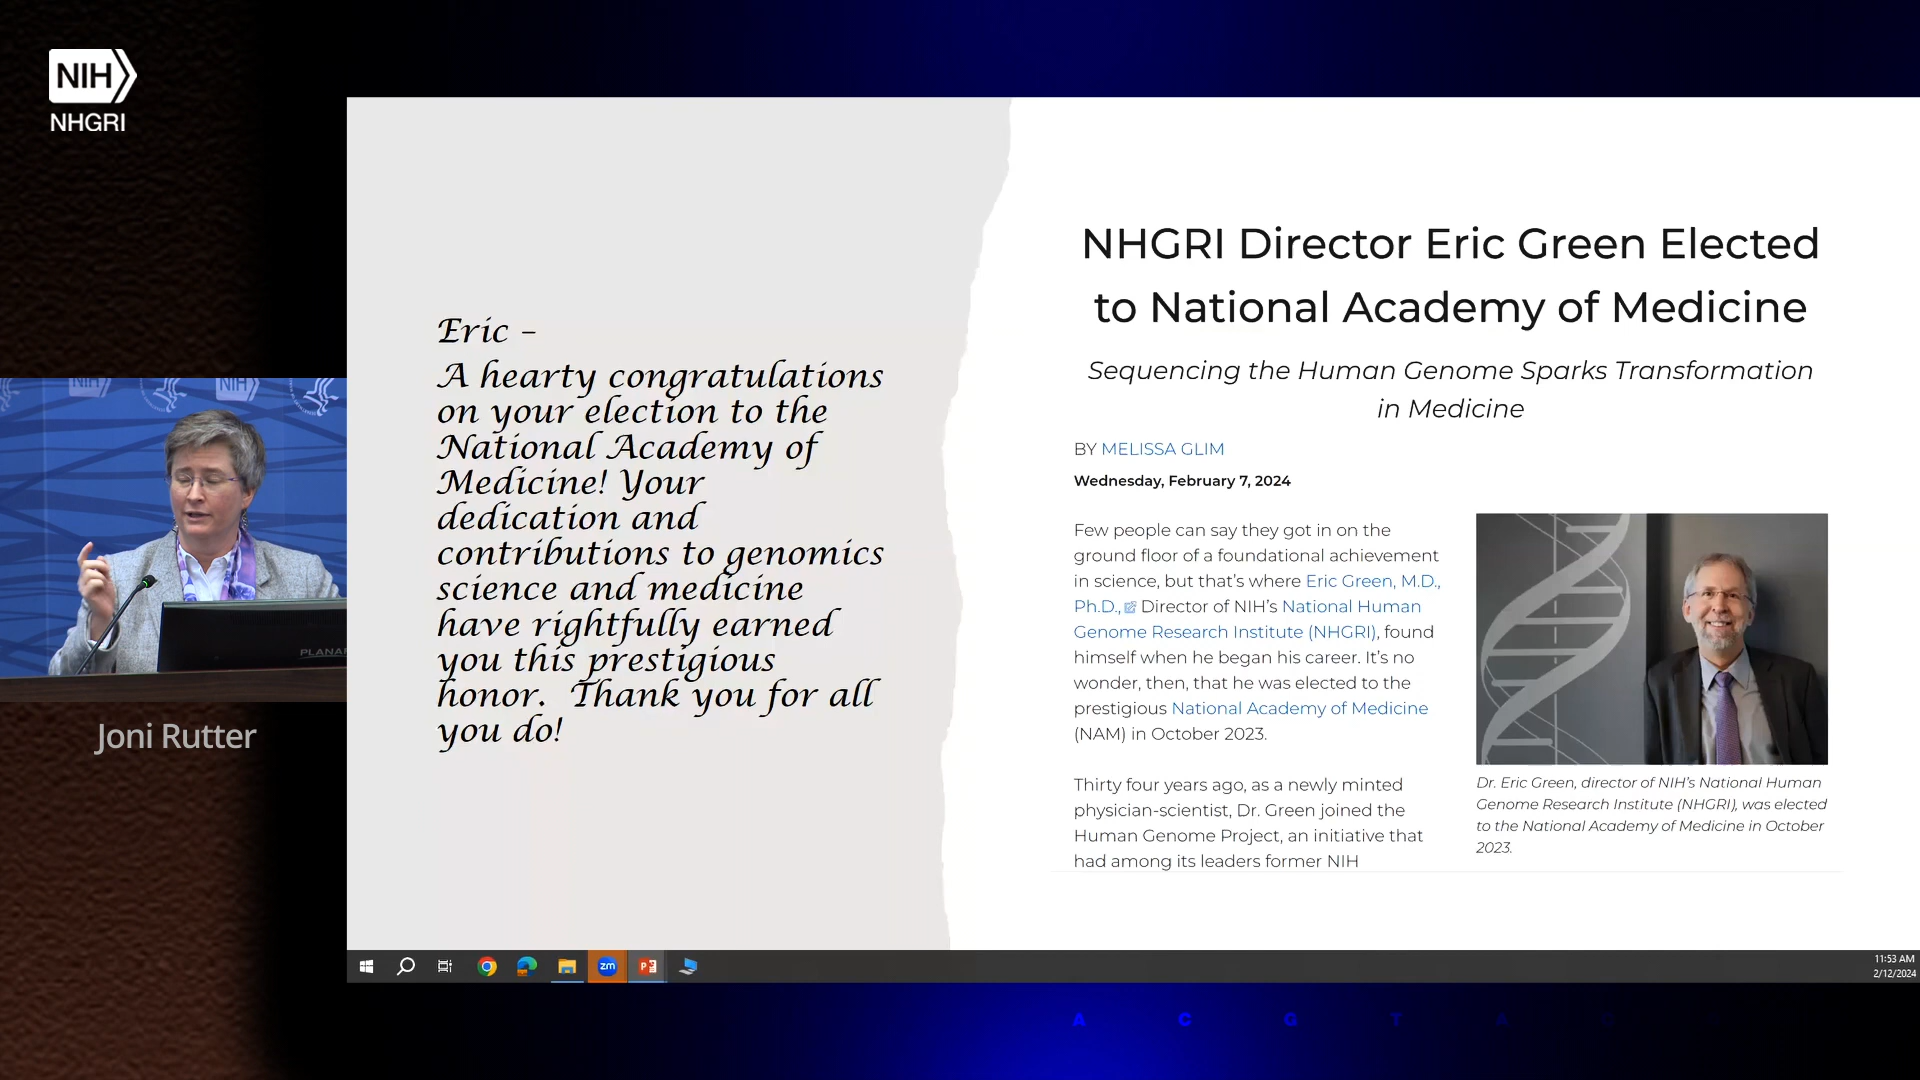 NIH
NHGRI
NIH
NIH
PLANAR
Joni Rutter
Eric –
A hearty congratulations
on your election to the
National Academy of
Medicine! Your
dedication and
contributions to genomics
science and medicine
have rightfully earned
you this prestigious
honor.  Thank you for all
you do!
NHGRI Director Eric Green Elected
to National Academy of Medicine
Sequencing the Human Genome Sparks Transformation
in Medicine
BY MELISSA GLIM
Wednesday, February 7, 2024
Few people can say they got in on the
ground floor of a foundational achievement
in science, but that’s where Eric Green, M.D.,
Ph.D., Director of NIH’s National Human
Genome Research Institute (NHGRI), found
himself when he began his career. It’s no
wonder, then, that he was elected to the
prestigious National Academy of Medicine
(NAM) in October 2023.
Thirty four years ago, as a newly minted
physician-scientist, Dr. Green joined the
Human Genome Project, an initiative that
had among its leaders former NIH
Dr. Eric Green, director of NIH’s National Human
Genome Research Institute (NHGRI), was elected
to the National Academy of Medicine in October
2023.
zm
P
11:53 AM
2/12/2024
A C G T A G